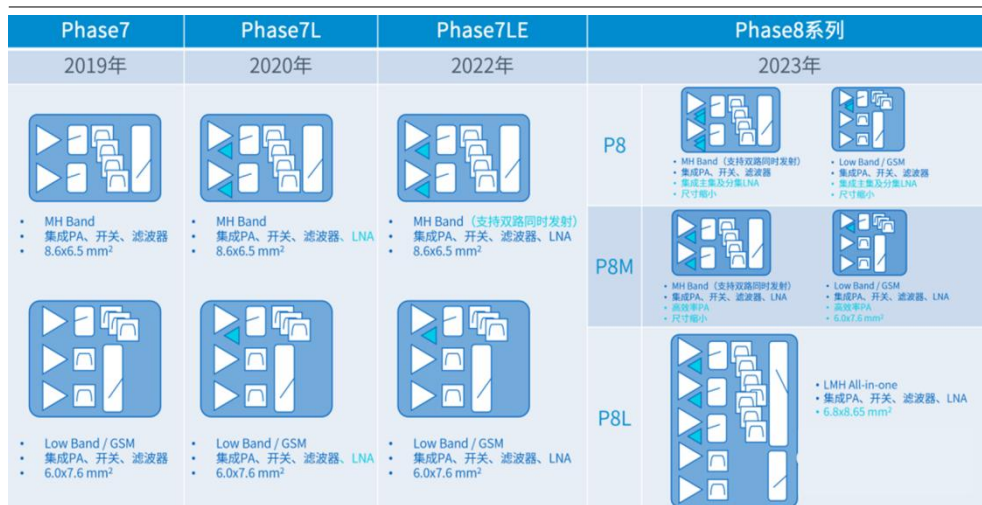 Phase7
Phase7L
Phase7LE
Phase8系列
2019年
2020年
2022年
2023年
• MH Band
• 集成PA、开关、滤波器
• 8.6x6.5 mm²
• MH Band
• 集成PA、开关、滤波器、LNA
• 8.6x6.5 mm²
• MH Band（支持双路同时发射）
• 集成PA、开关、滤波器、LNA
• 8.6x6.5 mm²
• Low Band / GSM
• 集成PA、开关、滤波器
• 6.0x7.6 mm²
• Low Band / GSM
• 集成PA、开关、滤波器、LNA
• 6.0x7.6 mm²
• Low Band / GSM
• 集成PA、开关、滤波器、LNA
• 6.0x7.6 mm²
P8
• MH Band（支持双路同时发射）
• 集成PA、开关、滤波器
• 集成主集及分集LNA
• 尺寸缩小
• Low Band / GSM
• 集成PA、开关、滤波器
• 集成主集及分集LNA
• 尺寸缩小
P8M
• MH Band（支持双路同时发射）
• 集成PA、开关、滤波器、LNA
• 高效率PA
• 尺寸缩小
• Low Band / GSM
• 集成PA、开关、滤波器、LNA
• 高效率PA
• 6.0x7.6 mm²
P8L
• LMH All-in-one
• 集成PA、开关、滤波器、LNA
• 6.8x8.65 mm²